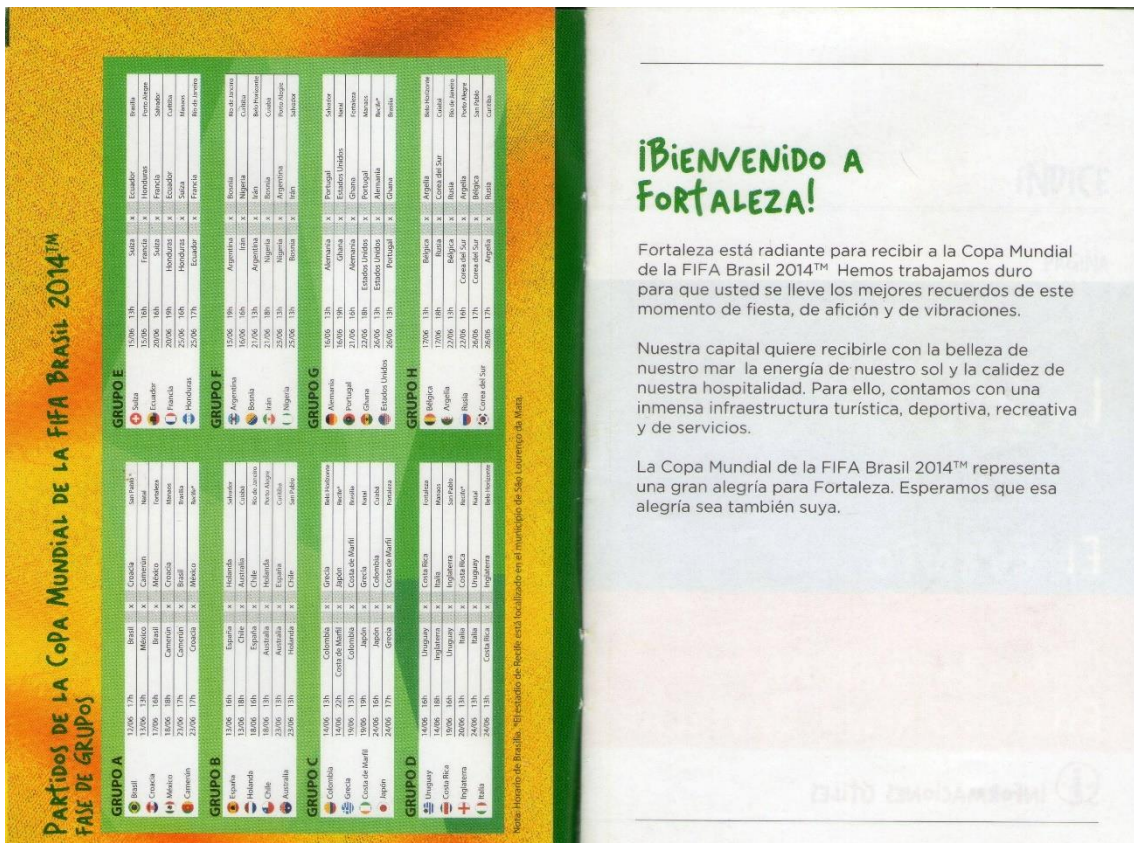 PARTIDOS DE LA COPA MUNDIAL DE LA FIFA BRASIL 2014™
FASE DE GRUPOS
GRUPO A
Brasil
Croacia
México
Camerún
12/06 17h Brasil x Croacia San Pablo*
13/06 13h México x Camerún Natal
17/06 16h Brasil x México Fortaleza
18/06 18h Camerún x Croacia Manaos
23/06 17h Camerún x Brasil Brasilia
23/06 17h Croacia x México Recife*
GRUPO B
España
Holanda
Chile
Australia
13/06 16h España x Holanda Salvador
13/06 18h Chile x Australia Cuiabá
18/06 16h España x Chile Rio de Janeiro
18/06 13h Australia x Holanda Porto Alegre
23/06 13h Australia x España Curitiba
23/06 13h Holanda x Chile San Pablo
GRUPO C
Colombia
Grecia
Costa de Marfil
Japón
14/06 13h Colombia x Grecia Belo Horizonte
14/06 22h Costa de Marfil x Japón Recife*
19/06 13h Colombia x Costa de Marfil Brasilia
19/06 19h Japón x Grecia Natal
24/06 16h Japón x Colombia Cuiabá
24/06 17h Grecia x Costa de Marfil Fortaleza
GRUPO D
Uruguay
Costa Rica
Inglaterra
Italia
14/06 16h Uruguay x Costa Rica Fortaleza
14/06 18h Inglaterra x Italia Manaos
19/06 16h Uruguay x Inglaterra San Pablo
20/06 13h Italia x Costa Rica Recife*
24/06 13h Italia x Uruguay Natal
24/06 13h Costa Rica x Inglaterra Belo Horizonte
GRUPO E
Suiza
Ecuador
Francia
Honduras
15/06 13h Suiza x Ecuador Brasilia
15/06 16h Francia x Honduras Porto Alegre
20/06 16h Suiza x Francia Salvador
20/06 19h Honduras x Ecuador Curitiba
25/06 16h Honduras x Suiza Manaos
25/06 17h Ecuador x Francia Rio de Janeiro
GRUPO F
Argentina
Bosnia
Irán
Nigeria
15/06 19h Argentina x Bosnia Rio de Janeiro
16/06 16h Irán x Nigeria Curitiba
21/06 13h Argentina x Irán Belo Horizonte
21/06 18h Nigeria x Bosnia Cuiabá
25/06 13h Nigeria x Argentina Porto Alegre
25/06 13h Bosnia x Irán Salvador
GRUPO G
Alemania
Portugal
Ghana
Estados Unidos
16/06 13h Alemania x Portugal Salvador
16/06 19h Ghana x Estados Unidos Natal
21/06 16h Alemania x Ghana Fortaleza
22/06 18h Estados Unidos x Portugal Manaos
26/06 13h Estados Unidos x Alemania Recife*
26/06 13h Portugal x Ghana Brasilia
GRUPO H
Bélgica
Argelia
Rusia
Corea del Sur
17/06 13h Bélgica x Argelia Belo Horizonte
17/06 18h Rusia x Corea del Sur Cuiabá
22/06 13h Bélgica x Rusia Rio de Janeiro
22/06 16h Corea del Sur x Argelia Porto Alegre
26/06 17h Corea del Sur x Bélgica San Pablo
26/06 17h Argelia x Rusia Curitiba
Nota: Horario de Brasilia. *El estadio de Recife está localizado en el municipio de São Lourenço da Mata.
¡BIENVENIDO A
FORTALEZA!
Fortaleza está radiante para recibir a la Copa Mundial
de la FIFA Brasil 2014™ Hemos trabajamos duro
para que usted se lleve los mejores recuerdos de este
momento de fiesta, de afición y de vibraciones.
Nuestra capital quiere recibirle con la belleza de
nuestro mar la energía de nuestro sol y la calidez de
nuestra hospitalidad. Para ello, contamos con una
inmensa infraestructura turística, deportiva, recreativa
y de servicios.
La Copa Mundial de la FIFA Brasil 2014™ representa
una gran alegría para Fortaleza. Esperamos que esa
alegría sea también suya.